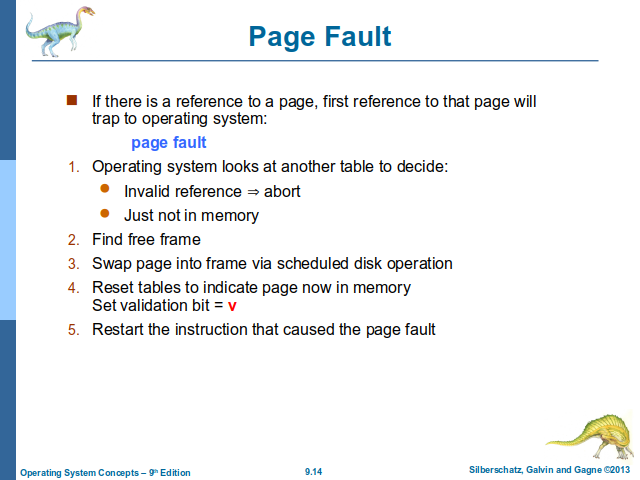 Page Fault
■ If there is a reference to a page, first reference to that page will
trap to operating system:
page fault
1. Operating system looks at another table to decide:
● Invalid reference ⇒ abort
● Just not in memory
2. Find free frame
3. Swap page into frame via scheduled disk operation
4. Reset tables to indicate page now in memory
Set validation bit = v
5. Restart the instruction that caused the page fault
Operating System Concepts – 9th Edition
9.14
Silberschatz, Galvin and Gagne ©2013